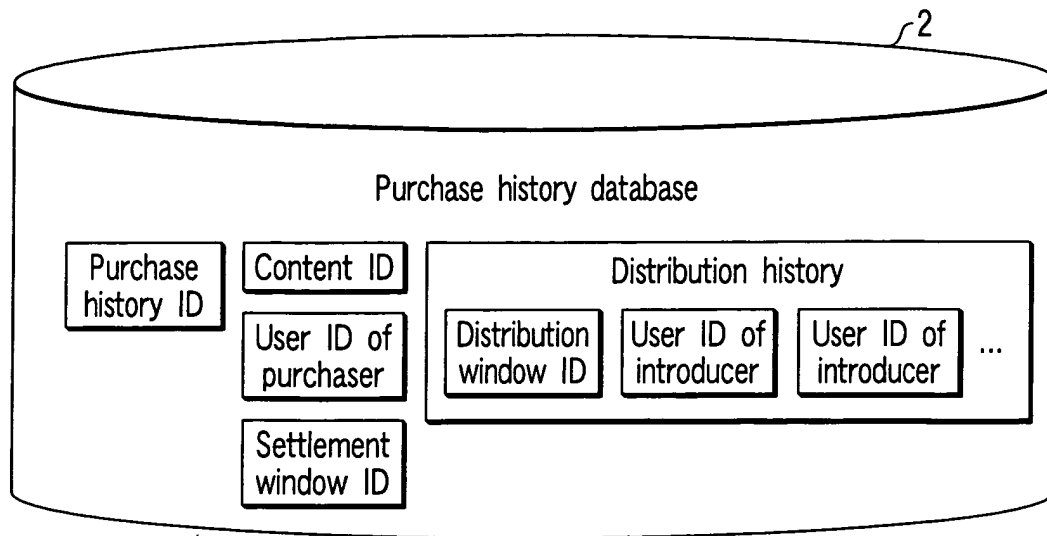 2
Purchase history database
Purchase
history ID
Content ID
User ID of
purchaser
Settlement
window ID
Distribution history
Distribution
window ID
User ID of
introducer
User ID of
introducer
...